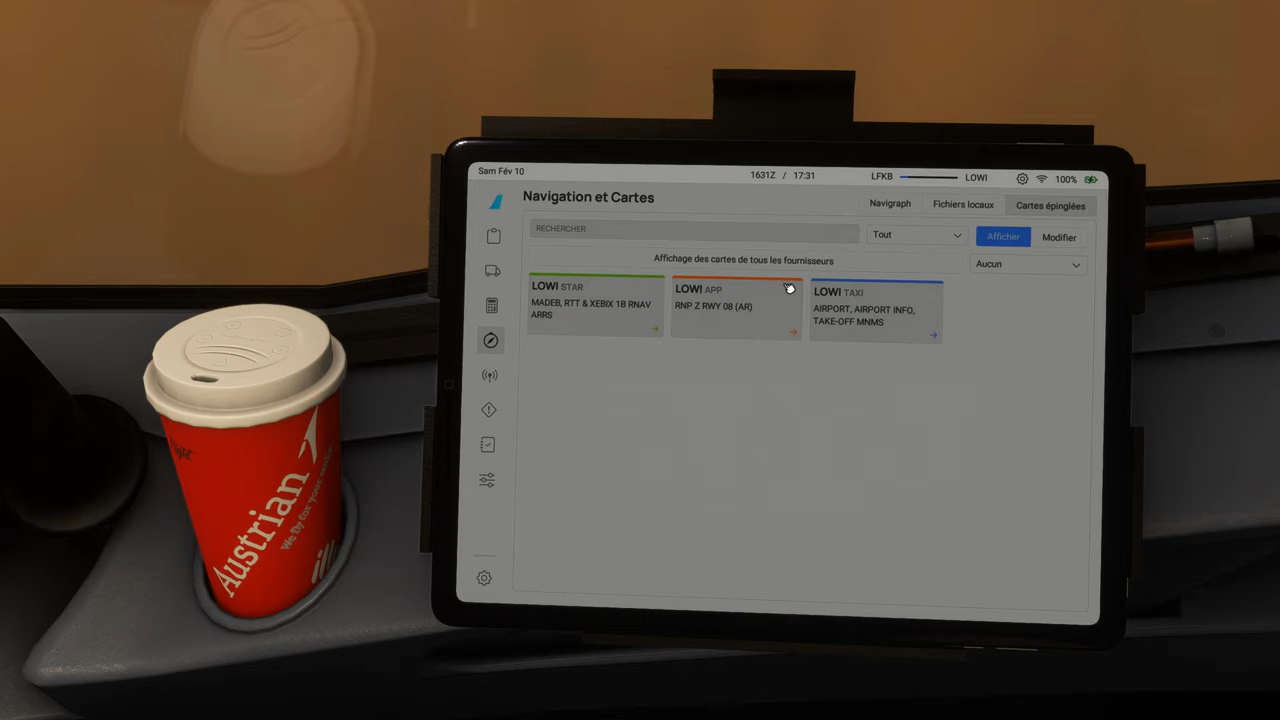 Sam Fév 10
1631Z / 17:31
LFKB
LOWI
100%
Navigation et Cartes
Navigraph
Fichiers locaux
Cartes épinglées
RECHERCHER
Tout
Afficher
Modifier
Affichage des cartes de tous les fournisseurs
Aucun
LOWI STAR
MADEB, RTT & XEBIX 1B RNAV
ARRS
LOWI APP
RNP Z RWY 08 (AR)
LOWI TAXI
AIRPORT, AIRPORT INFO,
TAKE-OFF MNMS
Austrian
We fly for your smile.